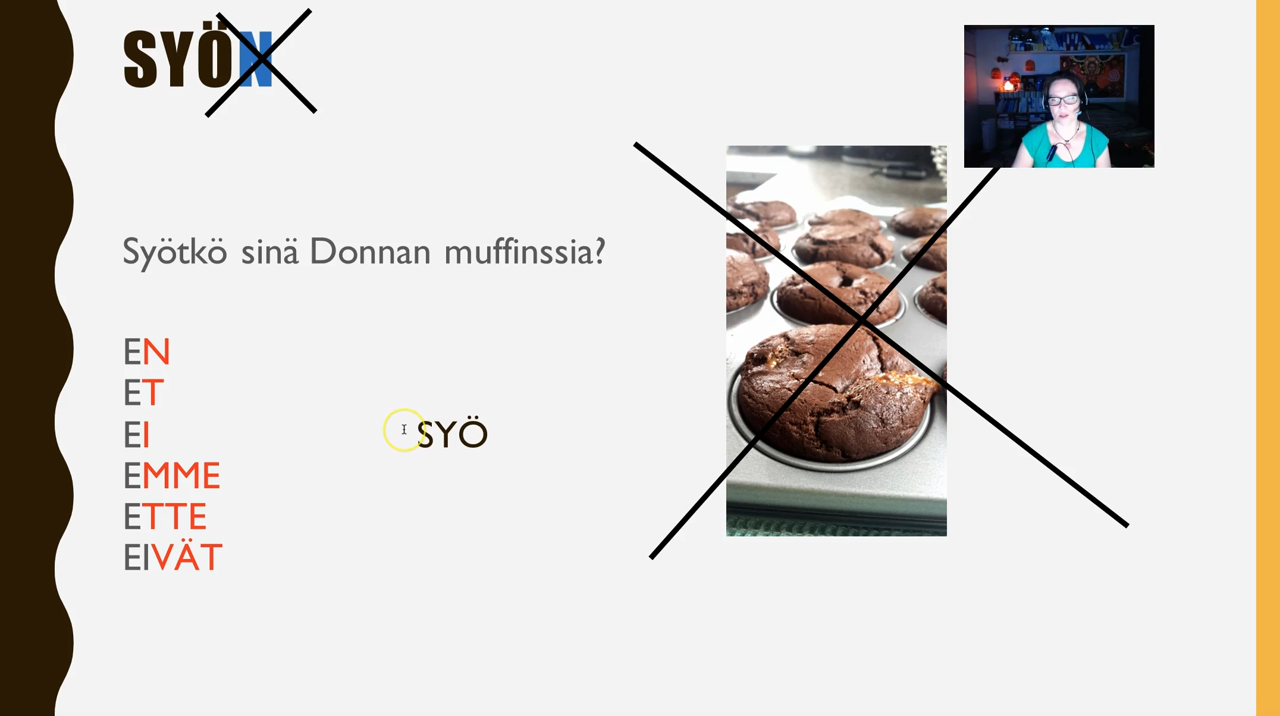 SYÖN
Syötkö sinä Donnan muffinssia?
EN
ET
EI
EMME
ETTE
EIVÄT
SYÖ